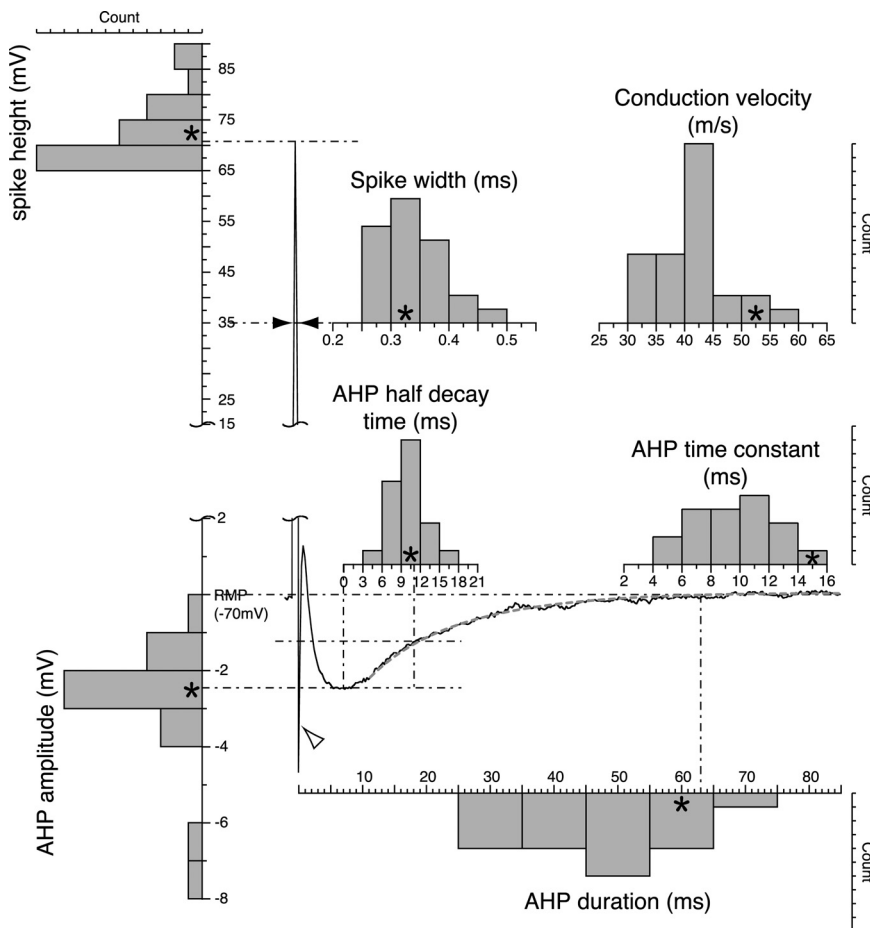 Count
spike height (mV)
85
75
65
55
45
35
25
15
Conduction velocity
(m/s)
Count
25 30 35 40 45 50 55 60 65
Spike width (ms)
0.2 0.3 0.4 0.5
AHP half decay
time (ms)
0 3 6 9 12 15 18 21
AHP time constant
(ms)
Count
2 4 6 8 10 12 14 16
2
RMP
(-70mV)
-2
-4
-6
-8
AHP amplitude (mV)
10 20 30 40 50 60 70 80
Count
AHP duration (ms)